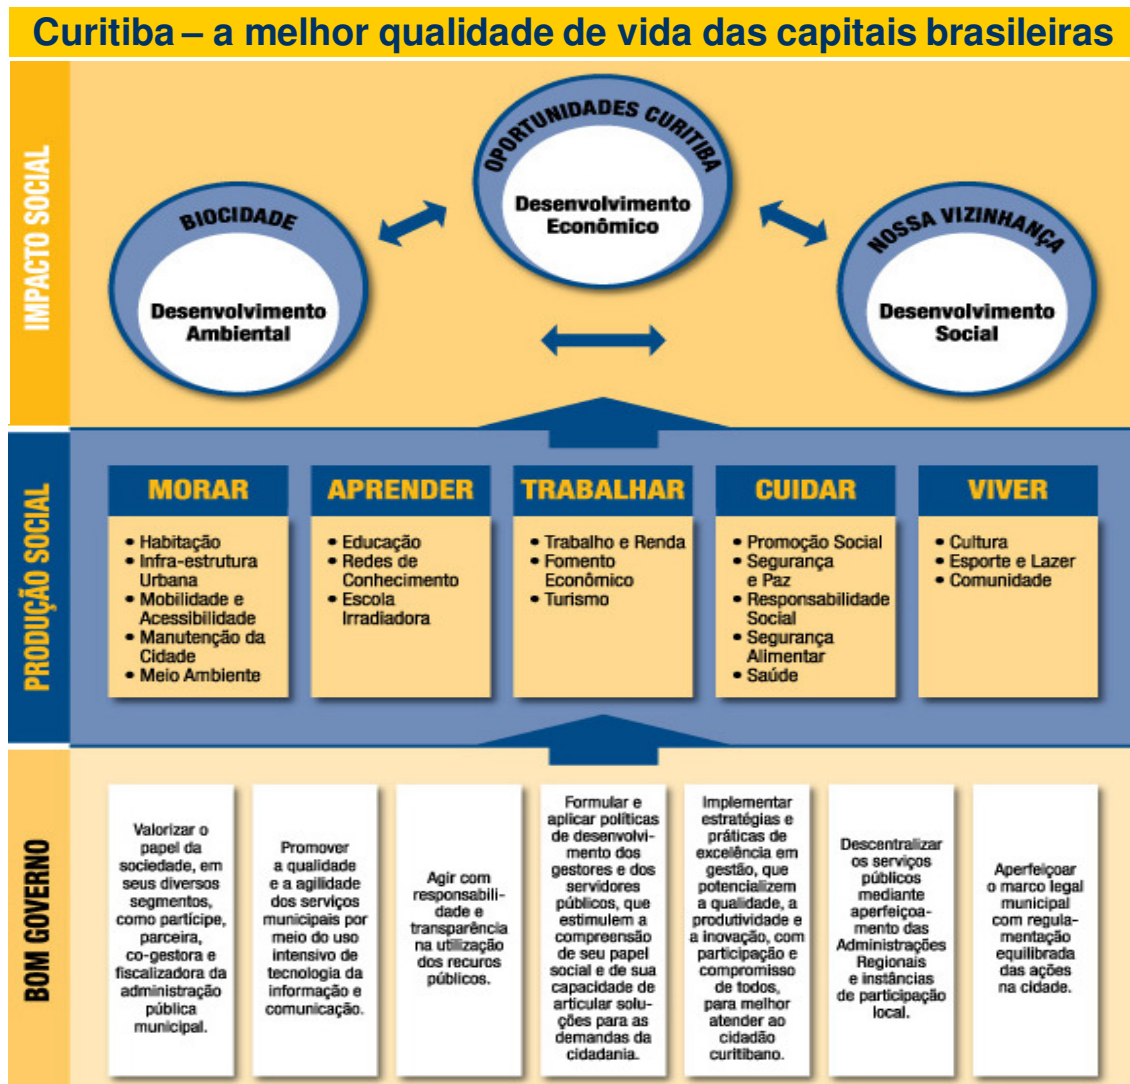 Curitiba – a melhor qualidade de vida das capitais brasileiras
IMPACTO SOCIAL
OPORTUNIDADES CURITIBA
Desenvolvimento
Econômico
BIOCIDADE
Desenvolvimento
Ambiental
NOSSA VIZINHANÇA
Desenvolvimento
Social
PRODUÇÃO SOCIAL
MORAR
• Habitação
• Infra-estrutura
Urbana
• Mobilidade e
Acessibilidade
• Manutenção da
Cidade
• Meio Ambiente
APRENDER
• Educação
• Redes de
Conhecimento
• Escola
Irradiadora
TRABALHAR
• Trabalho e Renda
• Fomento
Econômico
• Turismo
CUIDAR
• Promoção Social
• Segurança
e Paz
• Responsabilidade
Social
• Segurança
Alimentar
• Saúde
VIVER
• Cultura
• Esporte e Lazer
• Comunidade
BOM GOVERNO
Valorizar o
papel da
sociedade, em
seus diversos
segmentos,
como partícipe,
parceira,
co-gestora e
fiscalizadora da
administração
pública
municipal.
Promover
a qualidade
e a agilidade
dos serviços
municipais por
meio do uso
intensivo de
tecnologia da
informação e
comunicação.
Agir com
responsabili-
dade e
transparência
na utilização
dos recuros
públicos.
Formular e
aplicar políticas
de desenvolvi-
mento dos
gestores e dos
servidores
públicos, que
estimulem a
compreensão
de seu papel
social e de sua
capacidade de
articular solu-
ções para as
demandas da
cidadania.
Implementar
estratégias e
práticas de
excelência em
gestão, que
potencializem
a qualidade, a
produtividade e
a inovação, com
participação e
compromisso
de todos,
para melhor
atender ao
cidadão
curitibano.
Descentralizar
os serviços
públicos
mediante
aperfeiçoa-
mento das
Administrações
Regionais
e instâncias
de participação
local.
Aperfeiçoar
o marco legal
municipal
com regula-
mentação
equilibrada
das ações
na cidade.